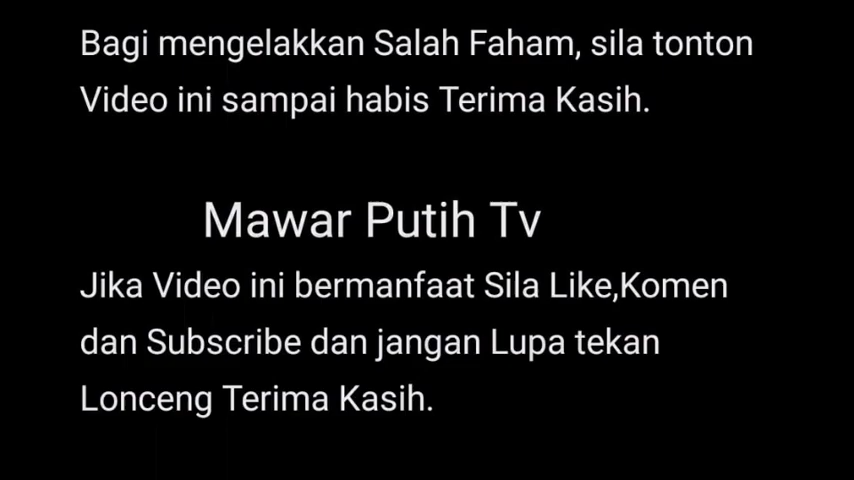 Bagi mengelakkan Salah Faham, sila tonton
Video ini sampai habis Terima Kasih.
Mawar Putih Tv
Jika Video ini bermanfaat Sila Like,Komen
dan Subscribe dan jangan Lupa tekan
Lonceng Terima Kasih.